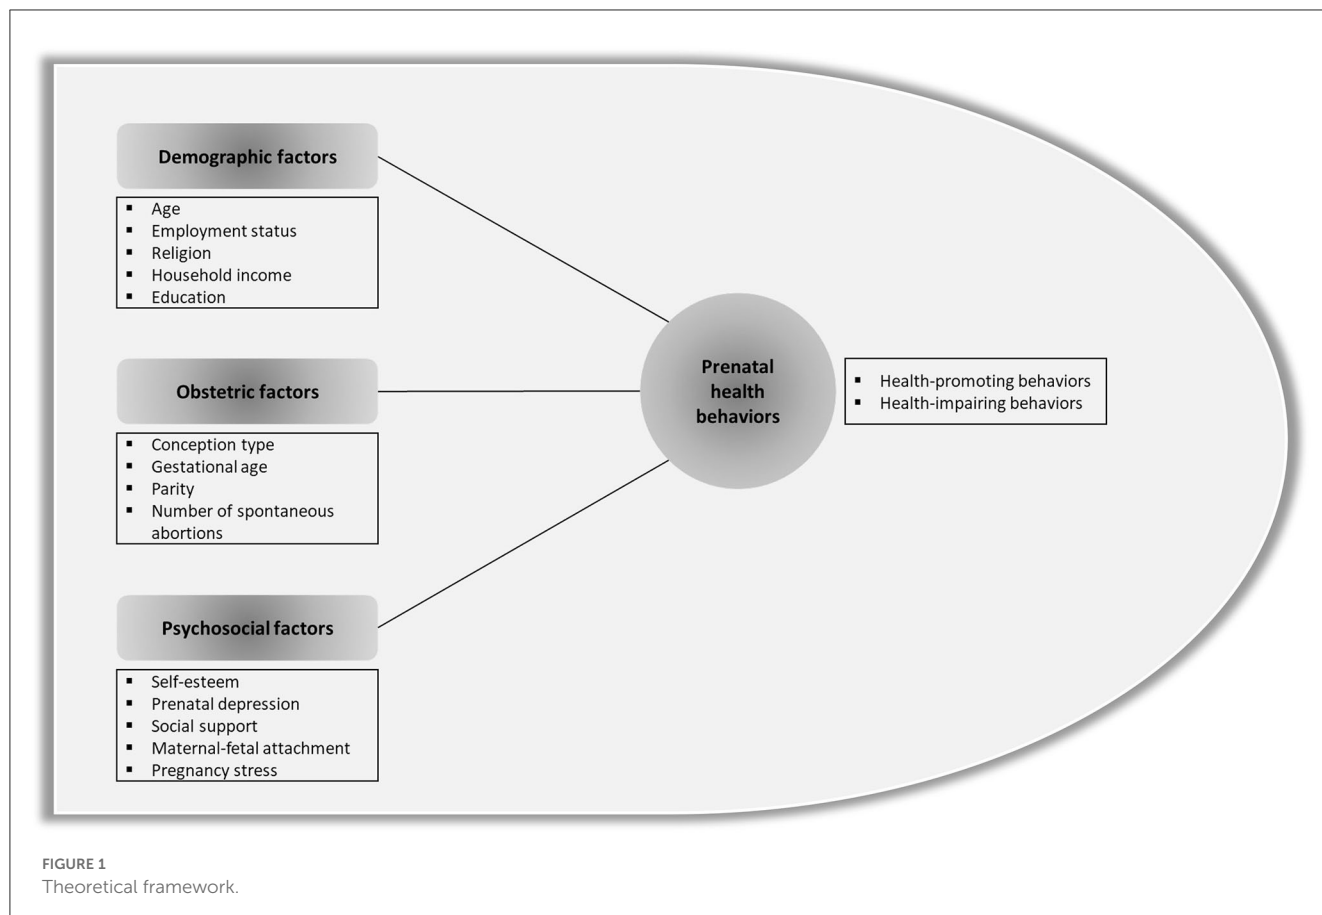 Demographic factors
▪ Age
▪ Employment status
▪ Religion
▪ Household income
▪ Education
Obstetric factors
▪ Conception type
▪ Gestational age
▪ Parity
▪ Number of spontaneous
abortions
Psychosocial factors
▪ Self-esteem
▪ Prenatal depression
▪ Social support
▪ Maternal-fetal attachment
▪ Pregnancy stress
Prenatal
health
behaviors
▪ Health-promoting behaviors
▪ Health-impairing behaviors
FIGURE 1
Theoretical framework.